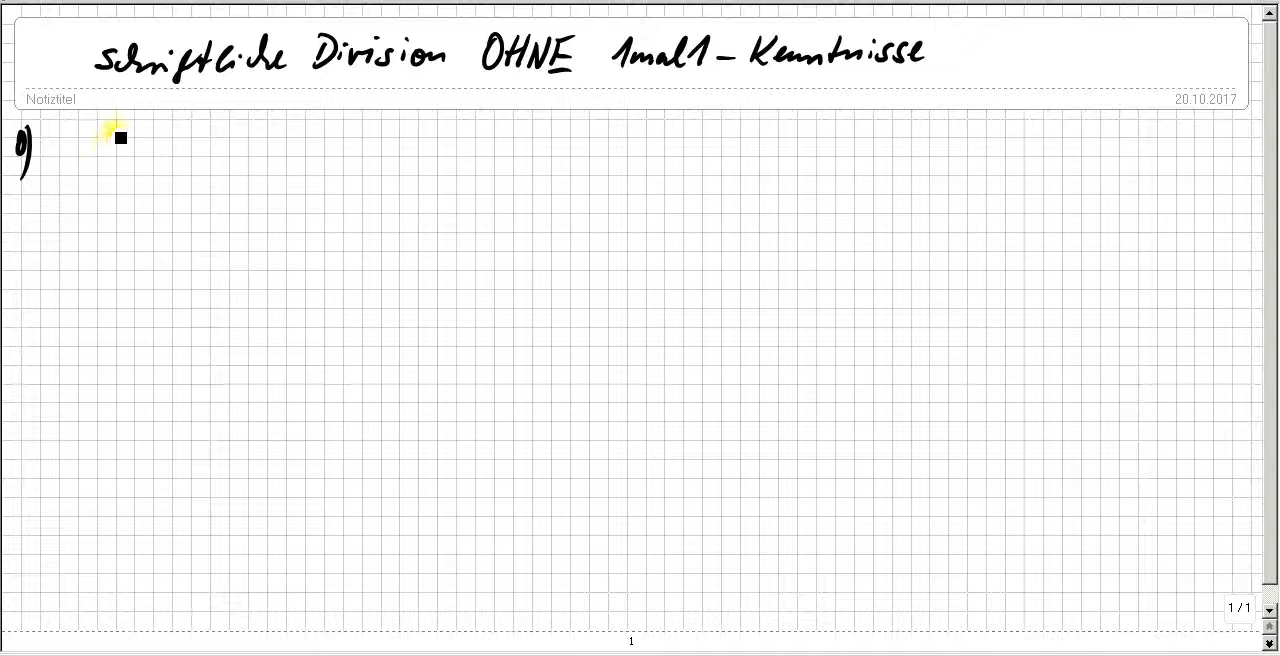 schriftliche Division OHNE 1mal1-Kenntnisse
Notiztitel
20.10.2017
0)
1/1
1